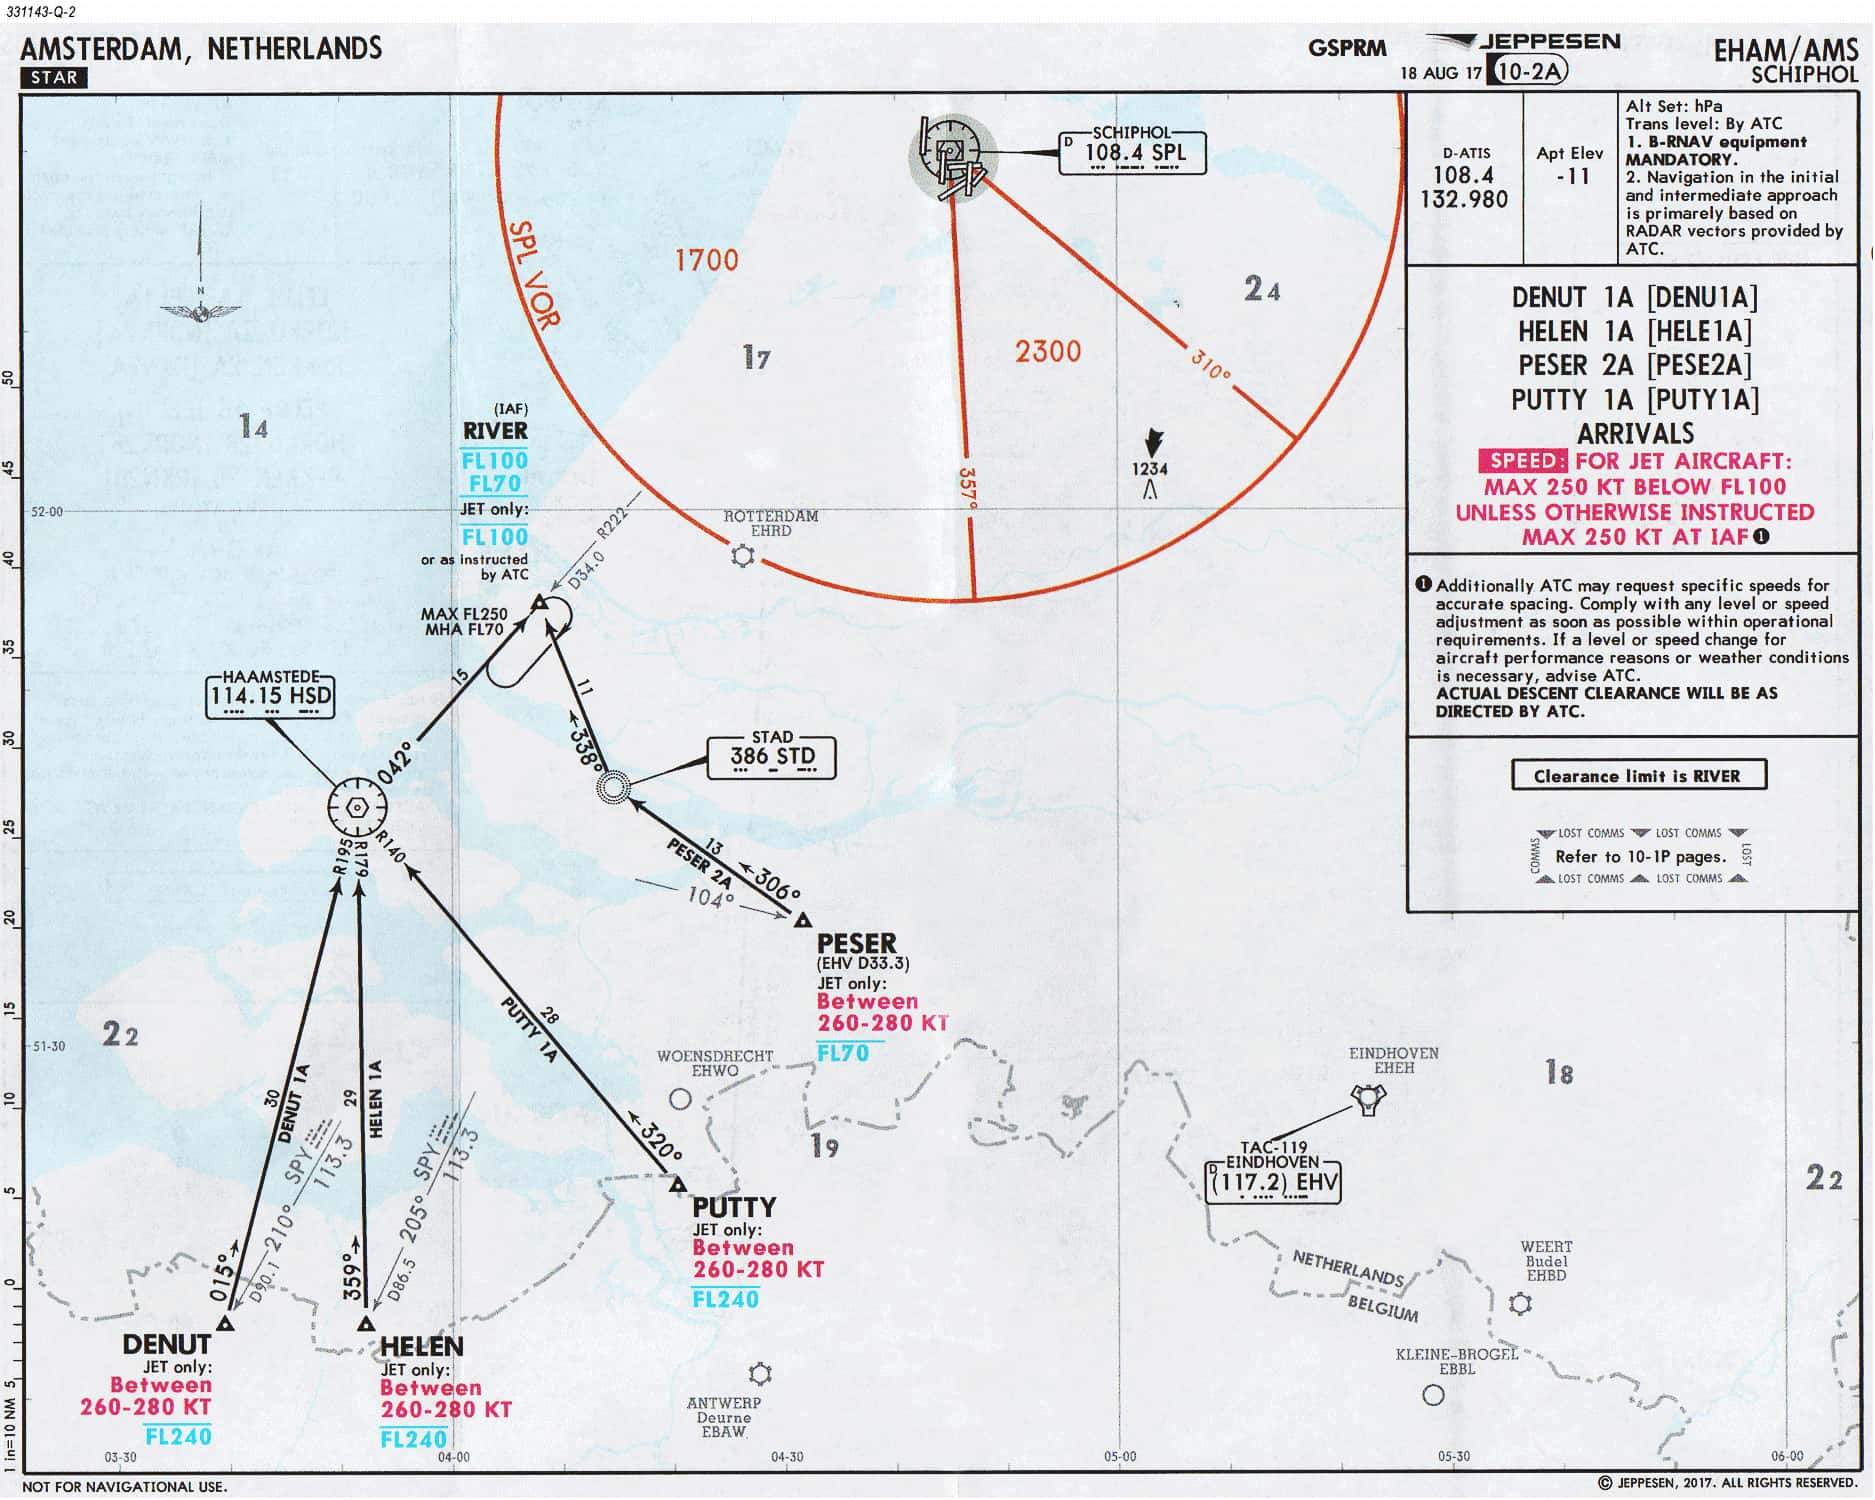 331143-Q-2
AMSTERDAM, NETHERLANDS
STAR
GSPRM
JEPPESEN
18 AUG 17
10-2A
EHAM/AMS
SCHIPHOL
D-ATIS
108.4
132.980
Apt Elev
-11
Alt Set: hPa
Trans level: By ATC
1. B-RNAV equipment
MANDATORY.
2. Navigation in the initial
and intermediate approach
is primarely based on
RADAR vectors provided by
ATC.
DENUT 1A [DENU1A]
HELEN 1A [HELE1A]
PESER 2A [PESE2A]
PUTTY 1A [PUTY1A]
ARRIVALS
SPEED: FOR JET AIRCRAFT:
MAX 250 KT BELOW FL100
UNLESS OTHERWISE INSTRUCTED
MAX 250 KT AT IAF ❶
❶ Additionally ATC may request specific speeds for
accurate spacing. Comply with any level or speed
adjustment as soon as possible within operational
requirements. If a level or speed change for
aircraft performance reasons or weather conditions
is necessary, advise ATC.
ACTUAL DESCENT CLEARANCE WILL BE AS
DIRECTED BY ATC.
Clearance limit is RIVER
LOST COMMS LOST COMMS
COMMS
Refer to 10-1P pages.
LOST
LOST COMMS LOST COMMS
SCHIPHOL
D 108.4 SPL
SPL VOR
1700
2300
310°
357°
24
17
14
N
1234
(IAF)
RIVER
FL100
FL70
JET only:
FL100
or as instructed
by ATC
MAX FL250
MHA FL70
R222
D34.0
ROTTERDAM
EHRD
52-00
HAAMSTEDE
114.15 HSD
15
042°
11
338°
STAD
386 STD
R195
R179
R140
13
PESER 2A
306°
104°
PESER
(EHV D33.3)
JET only:
Between
260-280 KT
FL70
28
PUTTY 1A
320°
22
51-30
WOENSDRECHT
EHWO
30
DENUT 1A
29
HELEN 1A
SPY
113.3
210°
D90.1
SPY
113.3
205°
D86.5
015°
359°
19
EINDHOVEN
EHEH
18
TAC-119
EINDHOVEN
D (117.2) EHV
22
PUTTY
JET only:
Between
260-280 KT
FL240
NETHERLANDS
BELGIUM
WEERT
Budel
EHBD
DENUT
JET only:
Between
260-280 KT
FL240
HELEN
JET only:
Between
260-280 KT
FL240
ANTWERP
Deurne
EBAW
KLEINE-BROGEL
EBBL
50
45
40
35
30
25
20
15
10
5
0
5
1 in=10 NM
03-30
04-00
04-30
05-00
05-30
06-00
NOT FOR NAVIGATIONAL USE.
© JEPPESEN, 2017. ALL RIGHTS RESERVED.